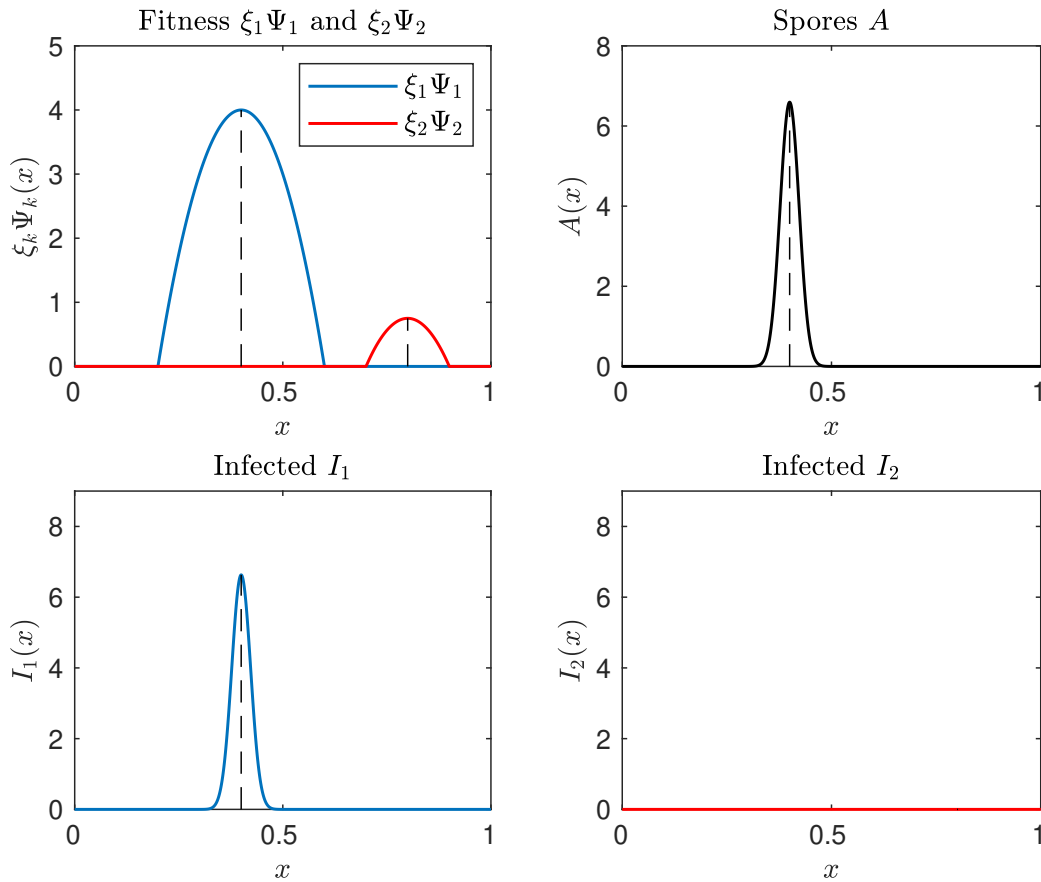 Fitness ξ₁Ψ₁ and ξ₂Ψ₂
5
4
3
2
1
0
ξₖΨₖ(x)
ξ₁Ψ₁
ξ₂Ψ₂
0
0.5
1
x
Spores A
8
6
4
2
0
A(x)
0
0.5
1
x
Infected I₁
8
6
4
2
0
I₁(x)
0
0.5
1
x
Infected I₂
8
6
4
2
0
I₂(x)
0
0.5
1
x